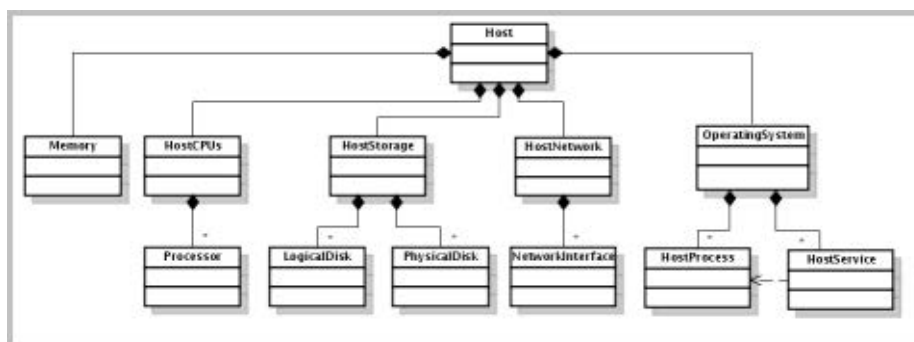 Host
Memory
HostCPUs
HostStorage
HostNetwork
OperatingSystem
*
*
*
*
*
*
Processor
LogicalDisk
PhysicalDisk
NetworkInterface
HostProcess
HostService